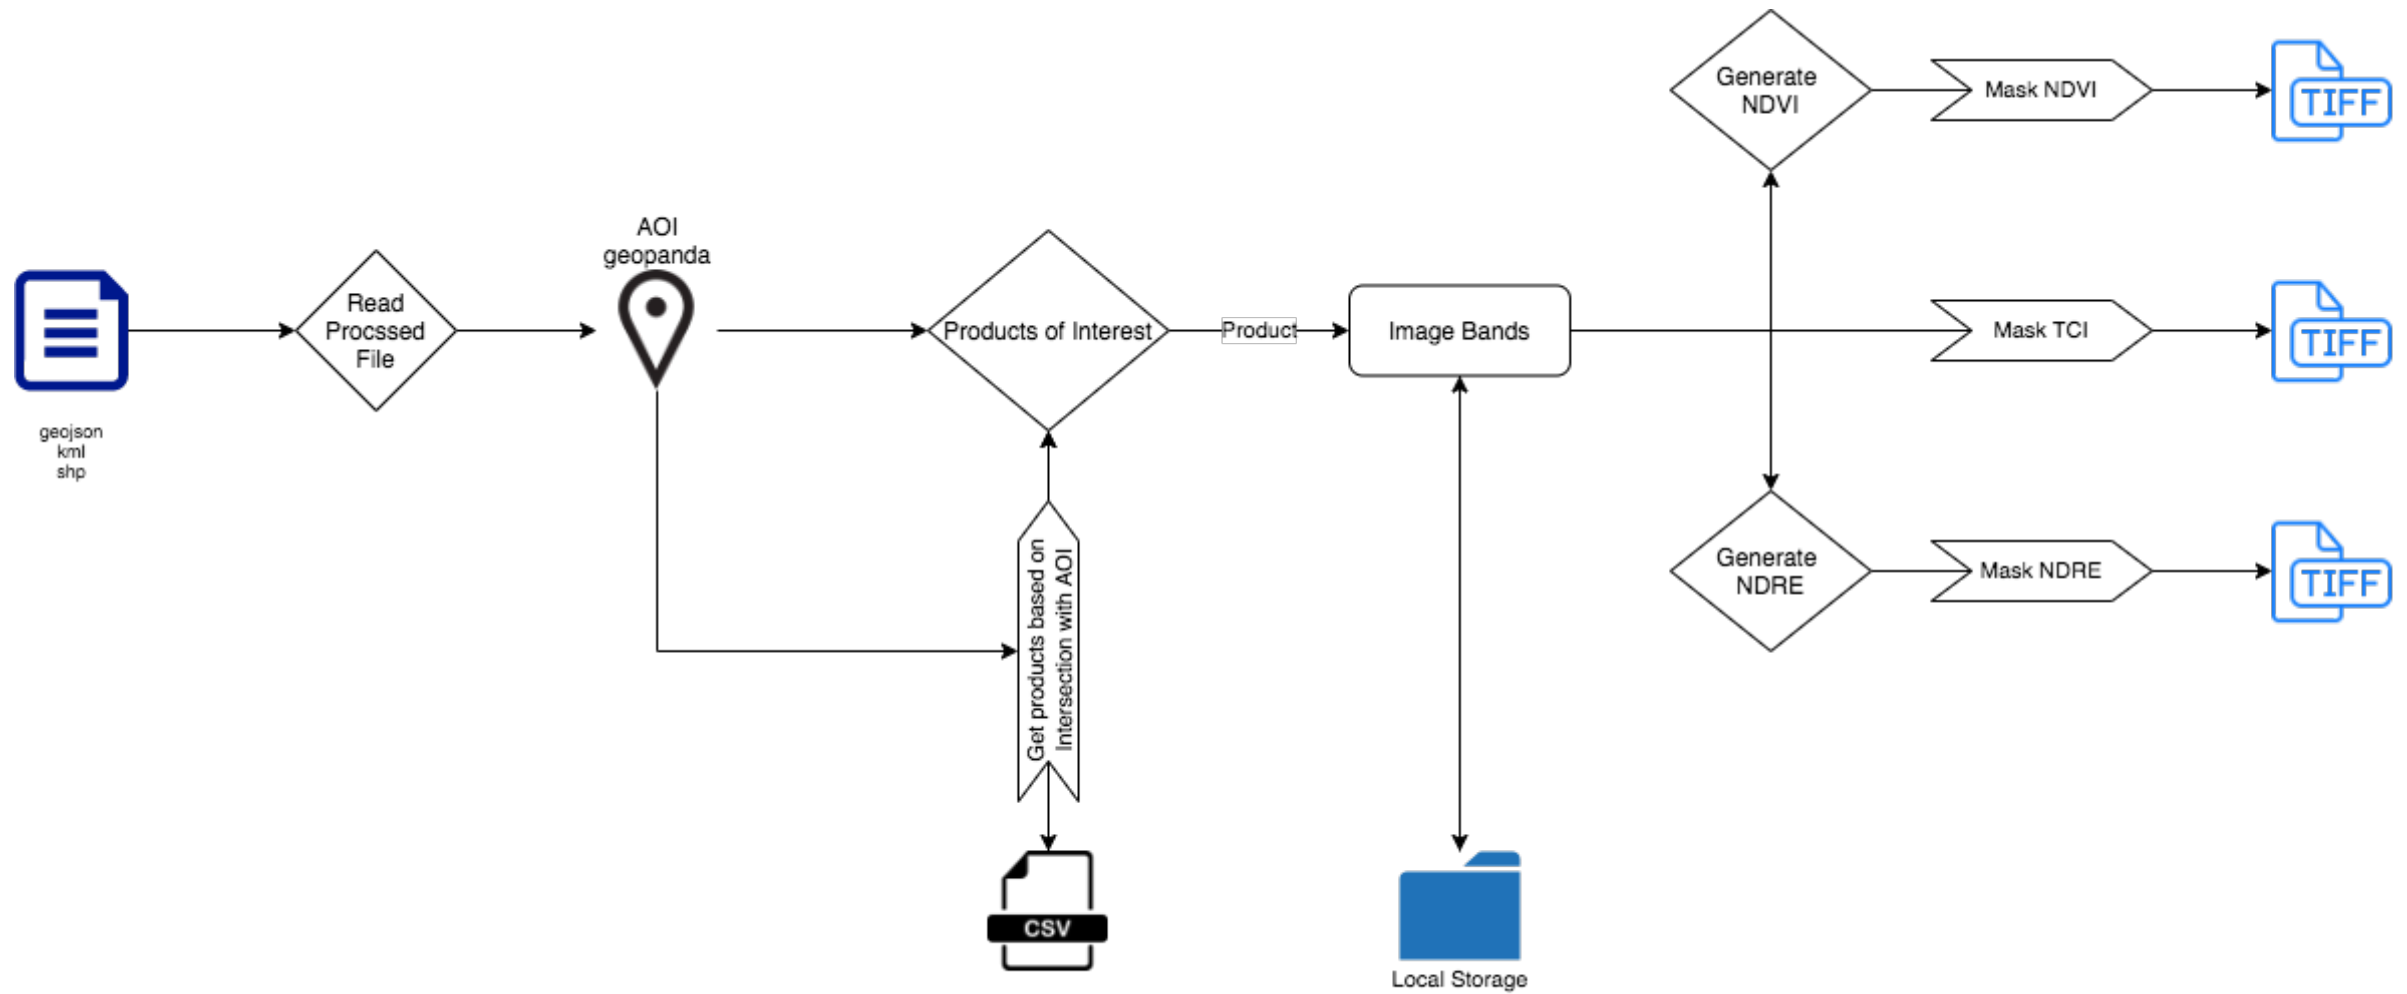 geojson
kml
shp
Read
Procssed
File
AOI
geopanda
Products of Interest
Get products based on
Intersection with AOI
CSV
Product
Image Bands
Local Storage
Generate
NDVI
Mask NDVI
TIFF
Mask TCI
TIFF
Generate
NDRE
Mask NDRE
TIFF